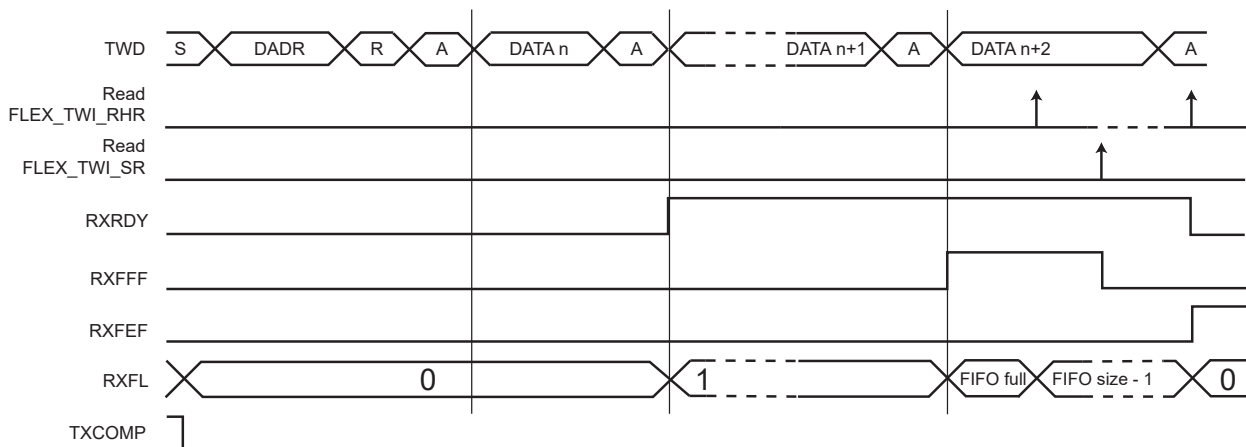 TWD S DADR R A DATA n A DATA n+1 A DATA n+2 A
Read
FLEX_TWI_RHR
Read
FLEX_TWI_SR
RXRDY
RXFFF
RXFEF
RXFL 0 1 FIFO full FIFO size - 1 0
TXCOMP